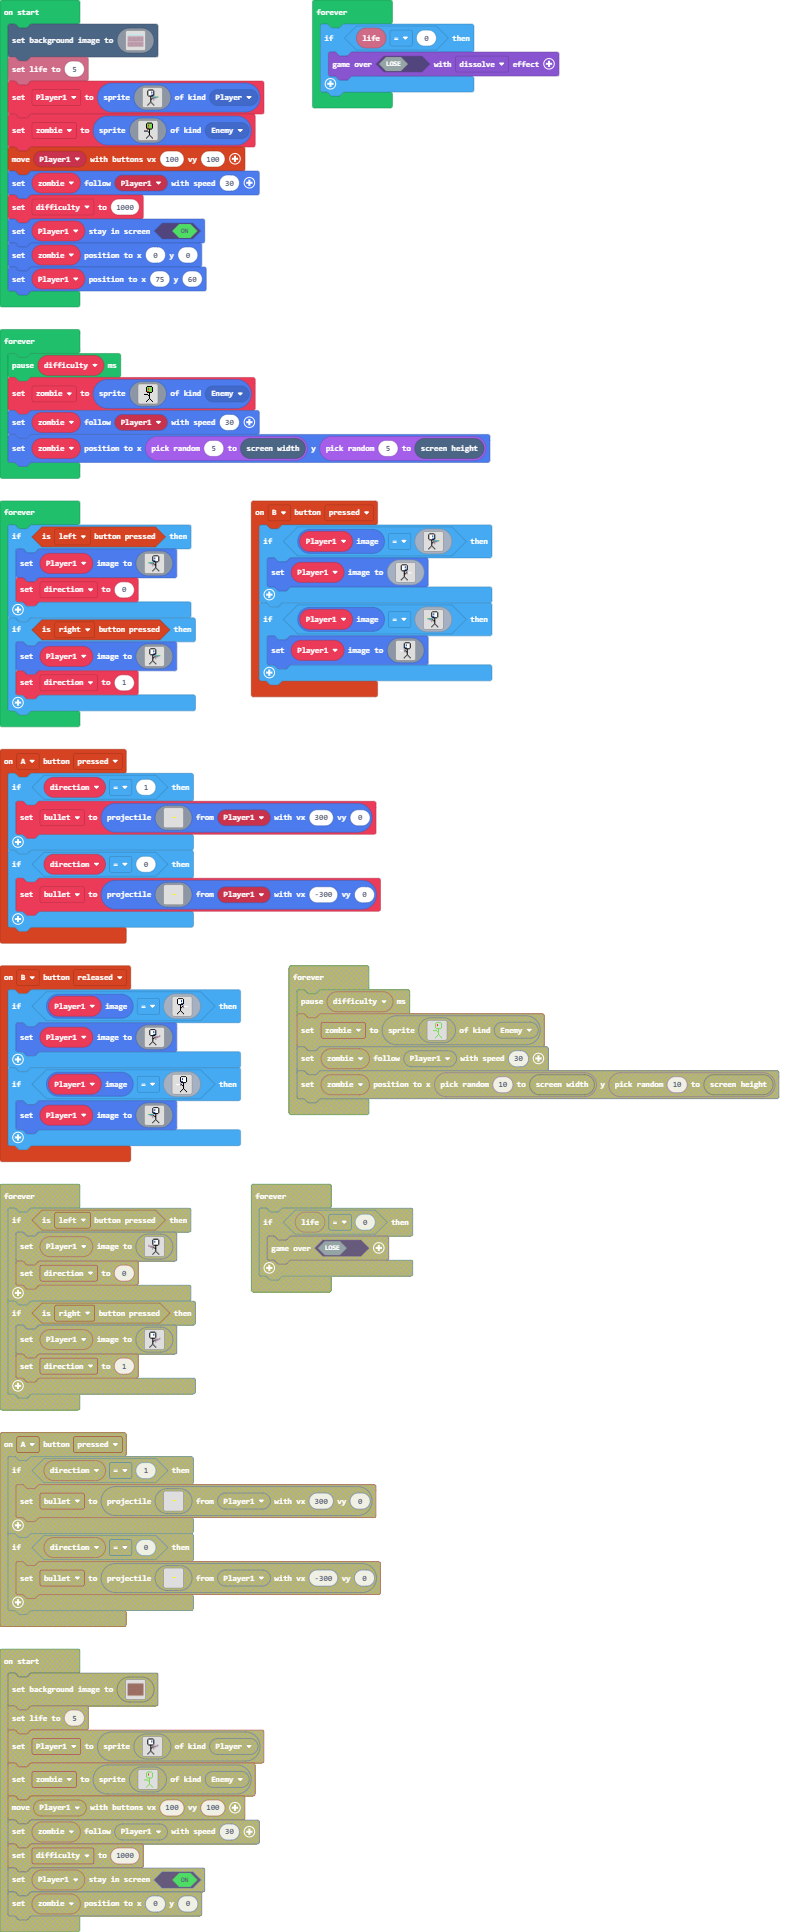 on start
set background image to
set life to 5
set Player1 to sprite of kind Player
set zombie to sprite of kind Enemy
move Player1 with buttons vx 100 vy 100
set zombie follow Player1 with speed 30
set difficulty to 1000
set Player1 stay in screen ON
set zombie position to x 0 y 0
set Player1 position to x 75 y 60
forever
if life = 0 then
game over LOSE with dissolve effect
forever
pause difficulty ms
set zombie to sprite of kind Enemy
set zombie follow Player1 with speed 30
set zombie position to x pick random 5 to screen width y pick random 5 to screen height
forever
if is left button pressed then
set Player1 image to
set direction to 0
if is right button pressed then
set Player1 image to
set direction to 1
on B button pressed
if Player1 image = then
set Player1 image to
if Player1 image = then
set Player1 image to
on A button pressed
if direction = 1 then
set bullet to projectile from Player1 with vx 300 vy 0
if direction = 0 then
set bullet to projectile from Player1 with vx -300 vy 0
on B button released
if Player1 image = then
set Player1 image to
if Player1 image = then
set Player1 image to
forever
pause difficulty ms
set zombie to sprite of kind Enemy
set zombie follow Player1 with speed 30
set zombie position to x pick random 10 to screen width y pick random 10 to screen height
forever
if is left button pressed then
set Player1 image to
set direction to 0
if is right button pressed then
set Player1 image to
set direction to 1
forever
if life = 0 then
game over LOSE
on A button pressed
if direction = 1 then
set bullet to projectile from Player1 with vx 300 vy 0
if direction = 0 then
set bullet to projectile from Player1 with vx -300 vy 0
on start
set background image to
set life to 5
set Player1 to sprite of kind Player
set zombie to sprite of kind Enemy
move Player1 with buttons vx 100 vy 100
set zombie follow Player1 with speed 30
set difficulty to 1000
set Player1 stay in screen ON
set zombie position to x 0 y 0